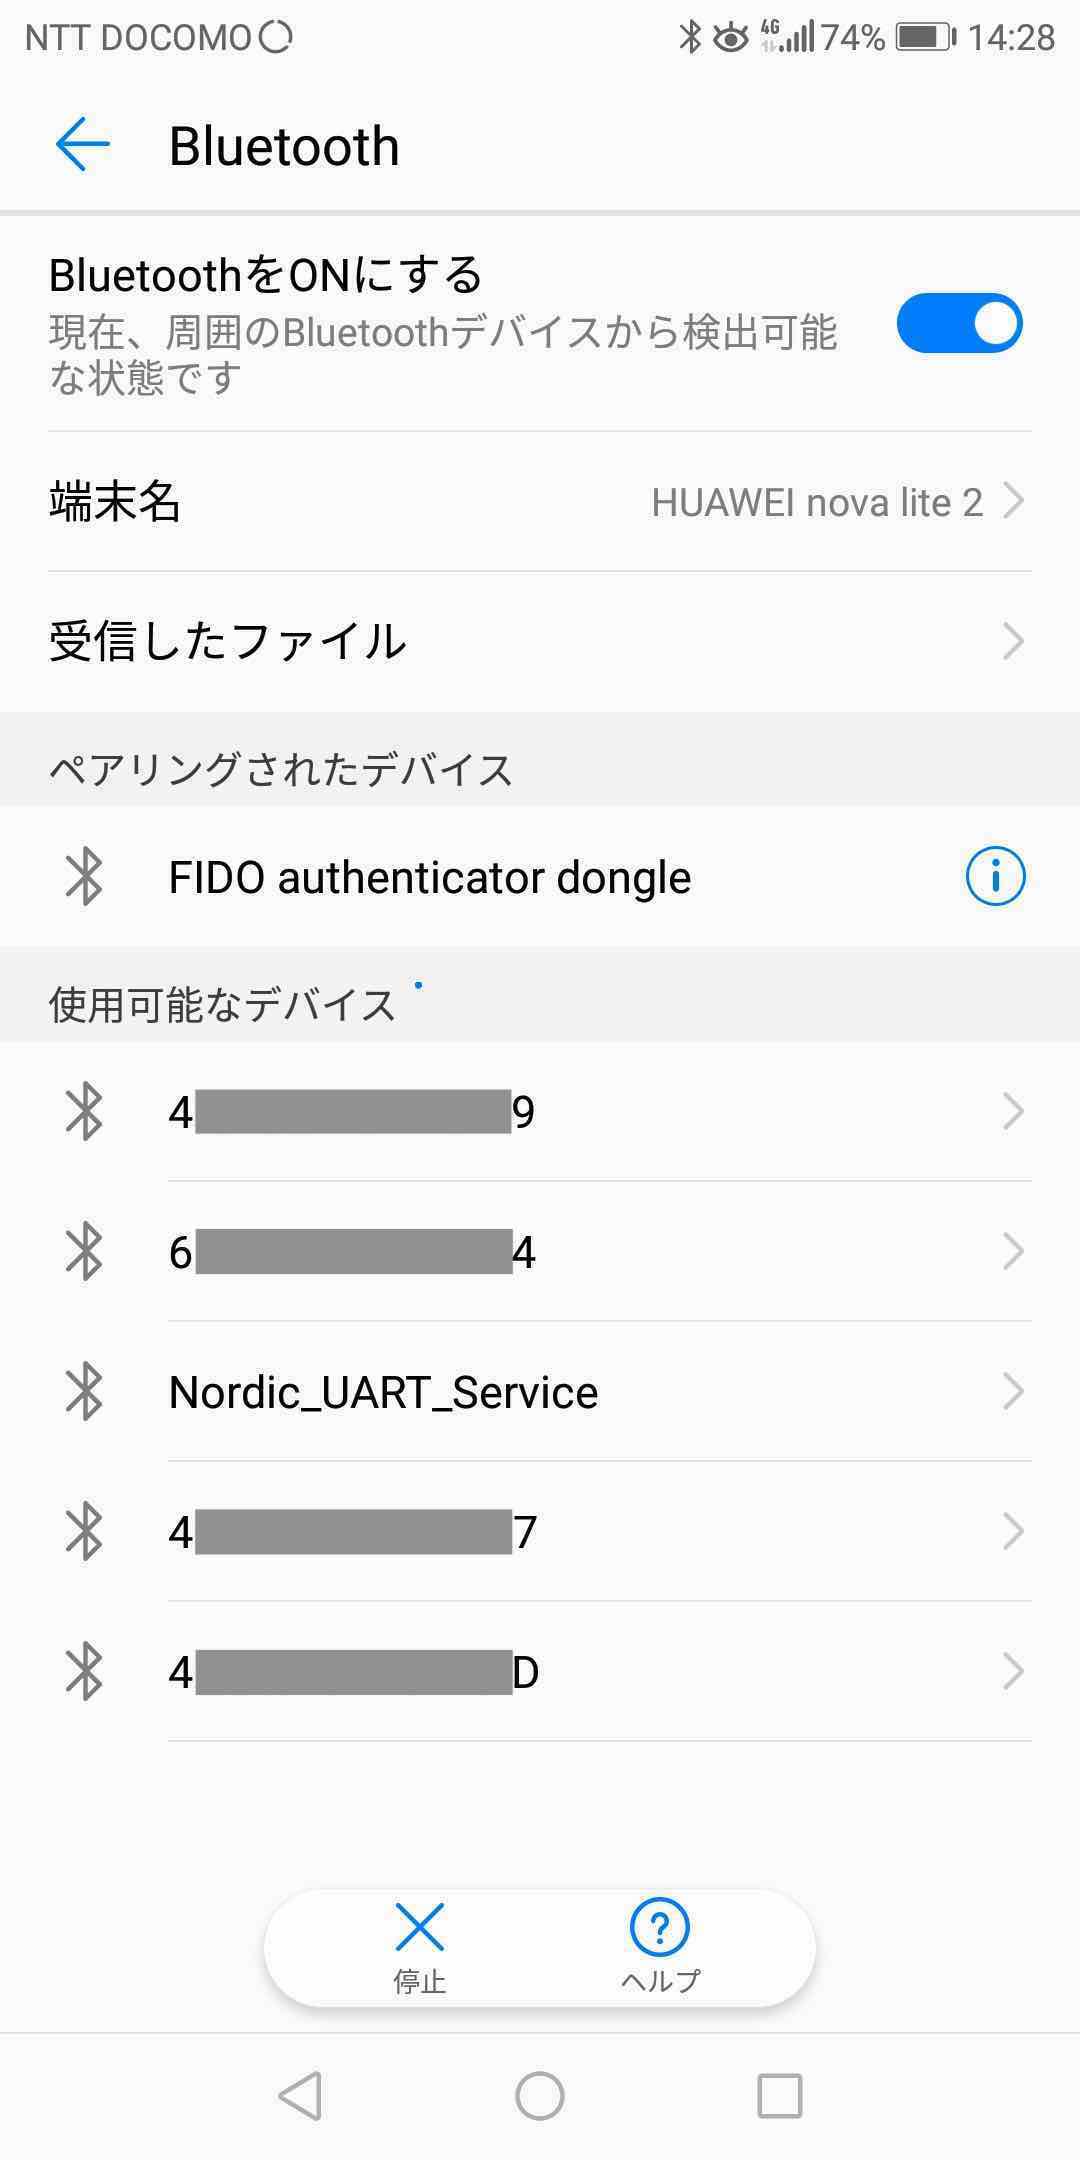 NTT DOCOMO
4G 74% 14:28
Bluetooth
BluetoothをONにする
現在、周囲のBluetoothデバイスから検出可能
な状態です
端末名 HUAWEI nova lite 2
受信したファイル
ペアリングされたデバイス
FIDO authenticator dongle
使用可能なデバイス
4 9
6 4
Nordic_UART_Service
4 7
4 D
停止 ヘルプ